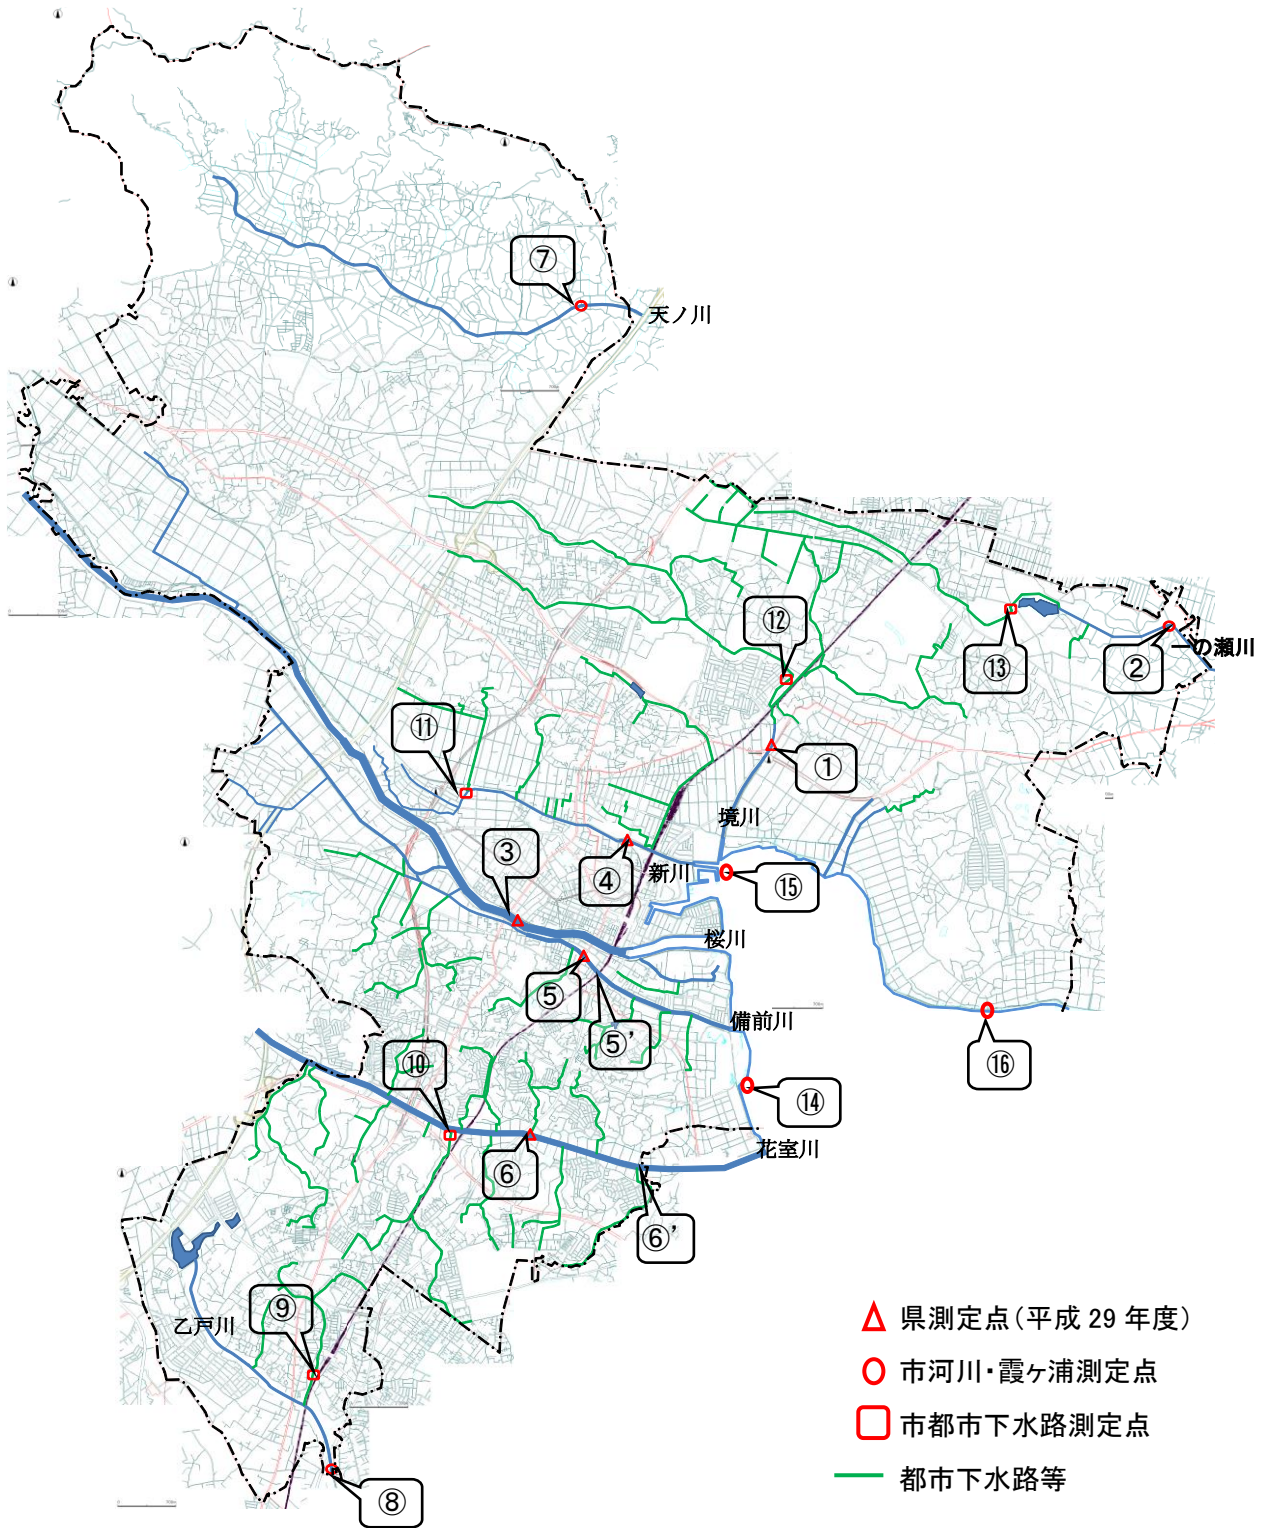 ⑦
天ノ川
⑫
⑬
②
一の瀬川
⑪
①
境川
③
④
新川
⑮
桜川
⑤
⑤’
備前川
⑯
⑩
⑭
⑥
花室川
⑥’
⑨
乙戸川
⑧
県測定点(平成 29 年度)
市河川・霞ヶ浦測定点
市都市下水路測定点
都市下水路等